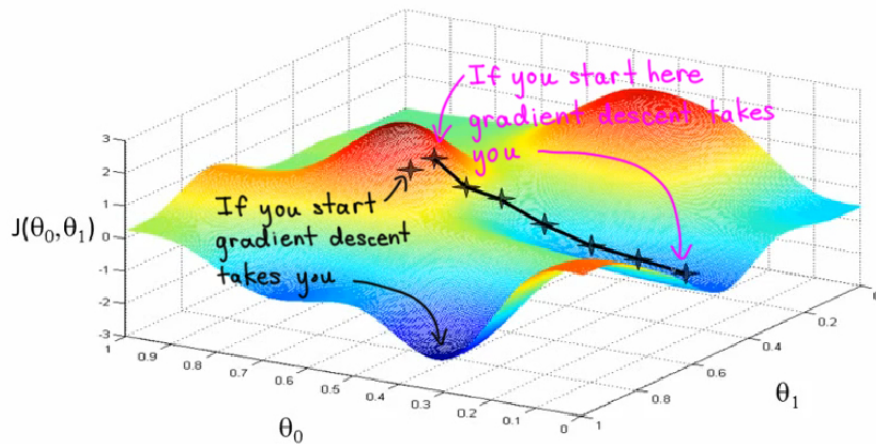 If you start here
gradient descent takes
you
If you start
gradient descent
takes you
J(θ₀,θ₁)
3
2
1
0
-1
-2
-3
1
0.9
0.8
0.7
0.6
0.5
0.4
0.3
0.2
0.1
0
θ₀
1
0.8
0.6
0.4
0.2
θ₁